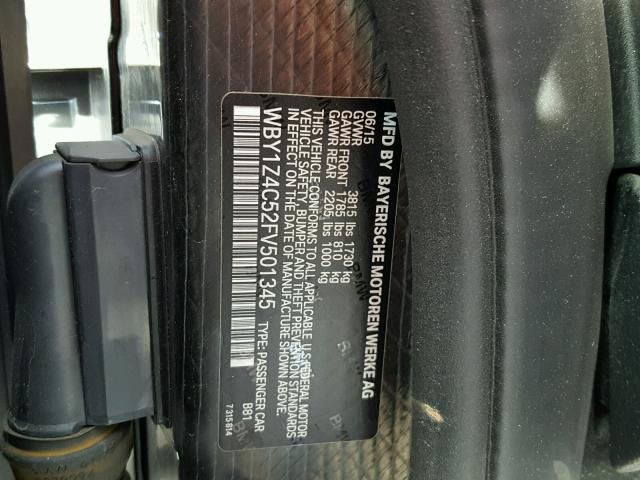 MFD BY BAYERISCHE MOTOREN WERKE AG
06/15
GVWR 3815 lbs 1730 kg
GAWR FRONT 1785 lbs 810 kg
GAWR REAR 2205 lbs 1000 kg
THIS VEHICLE CONFORMS TO ALL APPLICABLE U.S. FEDERAL MOTOR
VEHICLE SAFETY, BUMPER AND THEFT PREVENTION STANDARDS
IN EFFECT ON THE DATE OF MANUFACTURE SHOWN ABOVE.
WBY1Z4C52FV501345 TYPE: PASSENGER CAR
B81
7 315 814